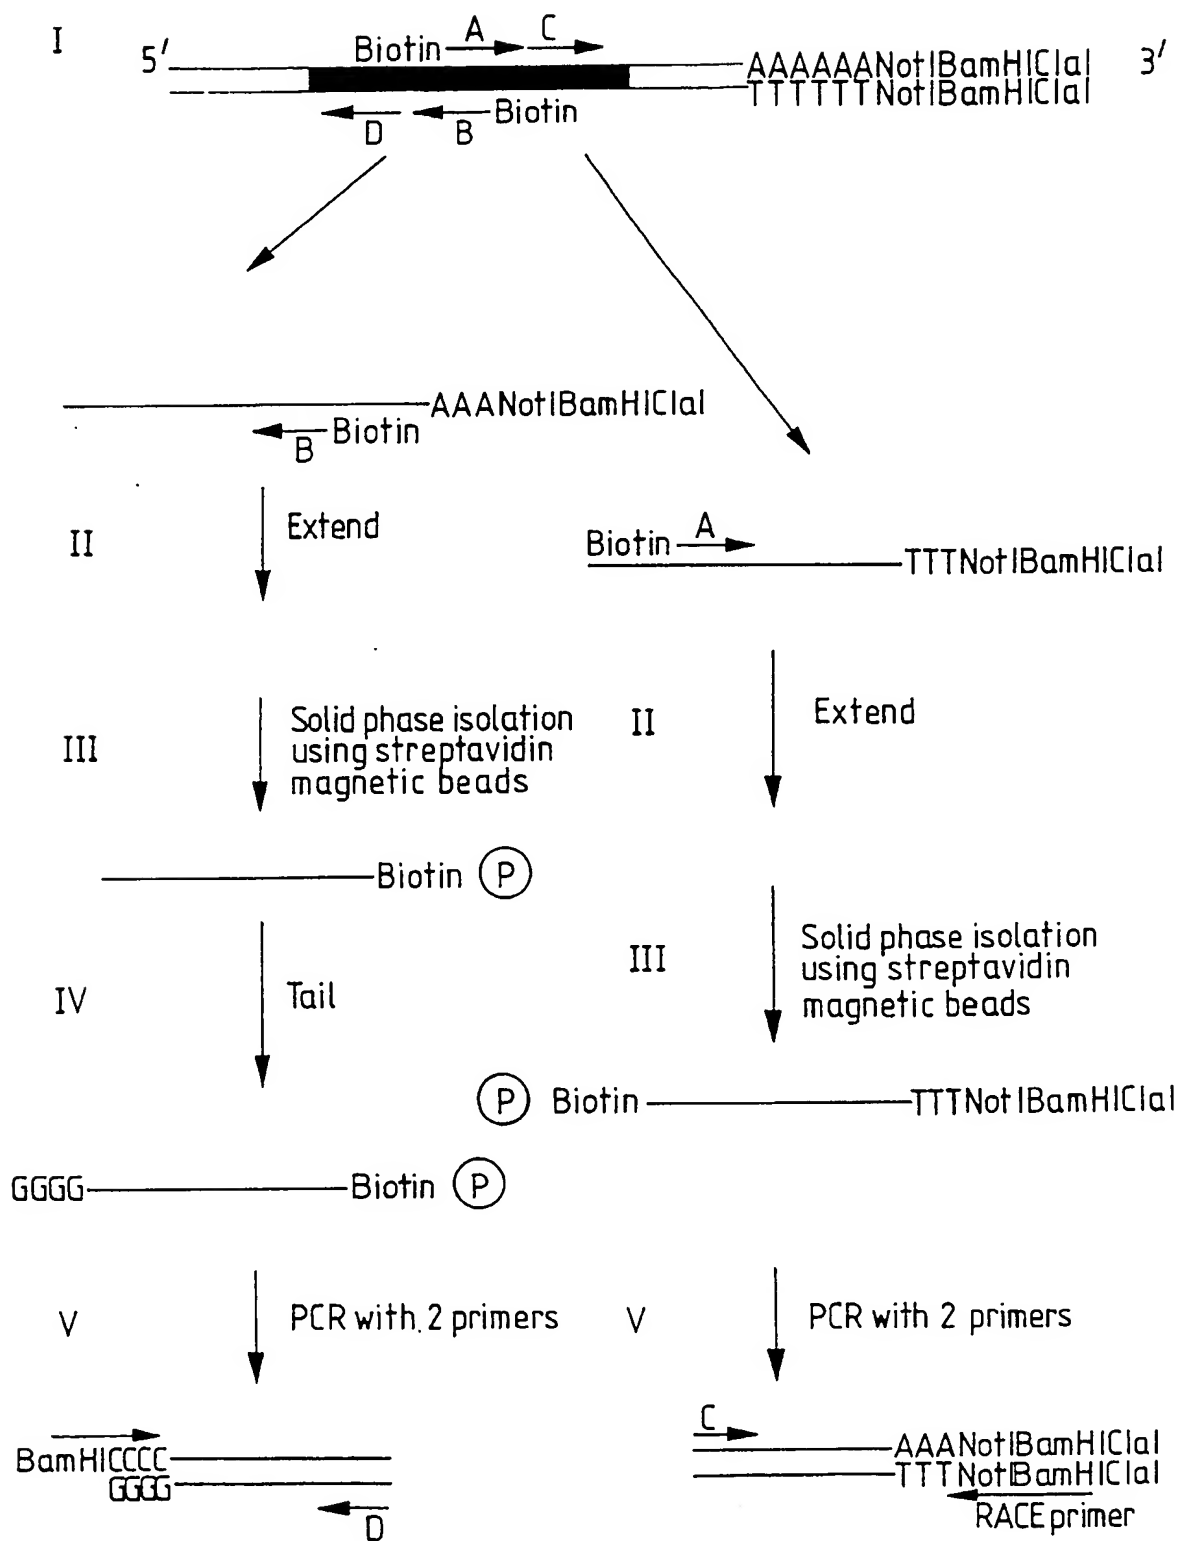 I
5′
Biotin
A
C
AAAAAANotIBamHIClaI
3′
TTTTTTNotIBamHIClaI
D
B
Biotin
AAANotIBamHIClaI
B
Biotin
II
Extend
Biotin
A
TTTNotIBamHIClaI
III
Solid phase isolation
using streptavidin
magnetic beads
II
Extend
Biotin
P
IV
Tail
III
Solid phase isolation
using streptavidin
magnetic beads
P
Biotin
TTTNotIBamHIClaI
GGGG
Biotin
P
V
PCR with 2 primers
V
PCR with 2 primers
BamHICCCC
GGGG
D
C
AAANotIBamHIClaI
TTTNotIBamHIClaI
RACE primer